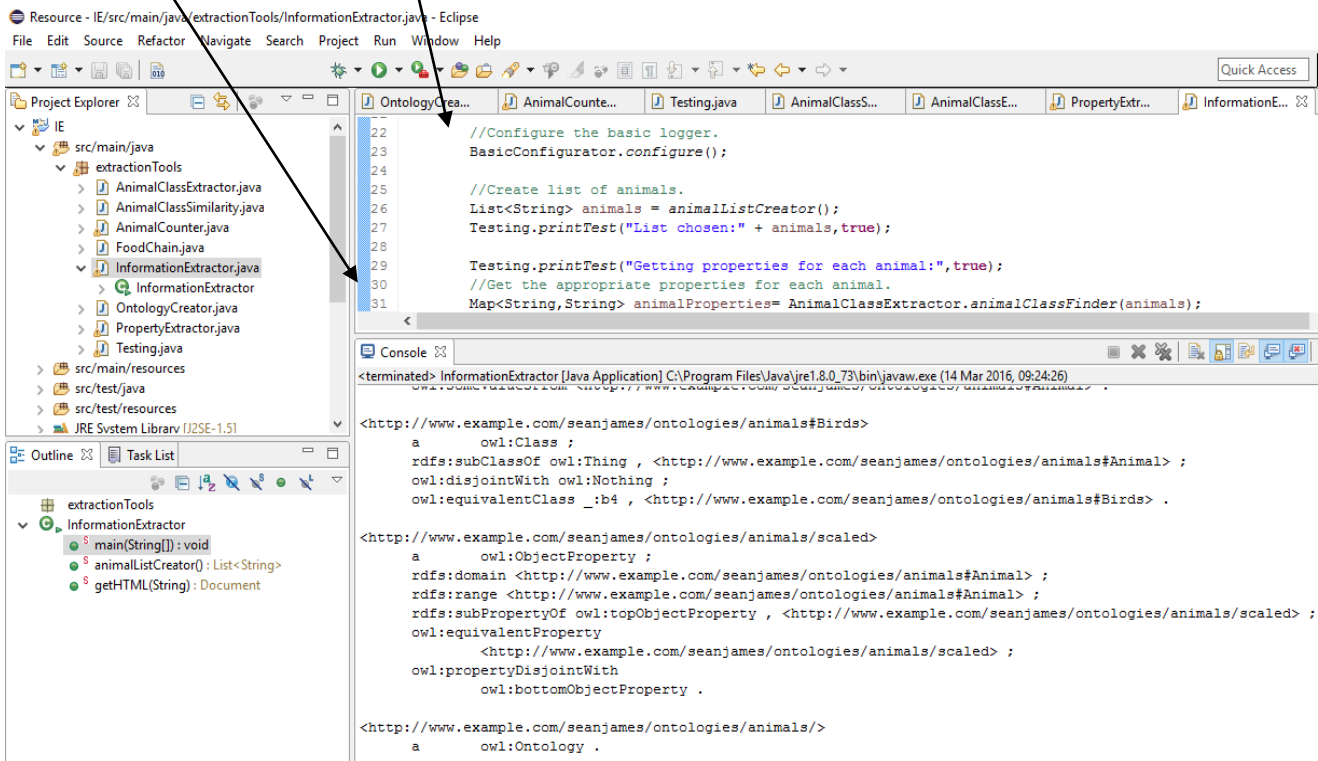 Resource - IE/src/main/java/extractionTools/InformationExtractor.java - Eclipse
File Edit Source Refactor Navigate Search Project Run Window Help
Quick Access
Project Explorer
IE
src/main/java
extractionTools
AnimalClassExtractor.java
AnimalClassSimilarity.java
AnimalCounter.java
FoodChain.java
InformationExtractor.java
InformationExtractor
OntologyCreator.java
PropertyExtractor.java
Testing.java
src/main/resources
src/test/java
src/test/resources
JRE System Library [J2SE-1.5]
Outline Task List
extractionTools
InformationExtractor
main(String[]) : void
animalListCreator() : List<String>
getHTML(String) : Document
OntologyCrea... AnimalCounte... Testing.java AnimalClassS... AnimalClassE... PropertyExtr... InformationE...
22 //Configure the basic logger.
23 BasicConfigurator.configure();
24
25 //Create list of animals.
26 List<String> animals = animalListCreator();
27 Testing.printTest("List chosen:" + animals,true);
28
29 Testing.printTest("Getting properties for each animal:",true);
30 //Get the appropriate properties for each animal.
31 Map<String,String> animalProperties= AnimalClassExtractor.animalClassFinder(animals);
Console
<terminated> InformationExtractor [Java Application] C:\Program Files\Java\jre1.8.0_73\bin\javaw.exe (14 Mar 2016, 09:24:26)
owl:someValuesFrom <http://www.example.com/seanjames/ontologies/animals#Animal> .
<http://www.example.com/seanjames/ontologies/animals#Birds>
a owl:Class ;
rdfs:subClassOf owl:Thing , <http://www.example.com/seanjames/ontologies/animals#Animal> ;
owl:disjointWith owl:Nothing ;
owl:equivalentClass _:b4 , <http://www.example.com/seanjames/ontologies/animals#Birds> .
<http://www.example.com/seanjames/ontologies/animals/scaled>
a owl:ObjectProperty ;
rdfs:domain <http://www.example.com/seanjames/ontologies/animals#Animal> ;
rdfs:range <http://www.example.com/seanjames/ontologies/animals#Animal> ;
rdfs:subPropertyOf owl:topObjectProperty , <http://www.example.com/seanjames/ontologies/animals/scaled> ;
owl:equivalentProperty
<http://www.example.com/seanjames/ontologies/animals/scaled> ;
owl:propertyDisjointWith
owl:bottomObjectProperty .
<http://www.example.com/seanjames/ontologies/animals/>
a owl:Ontology .